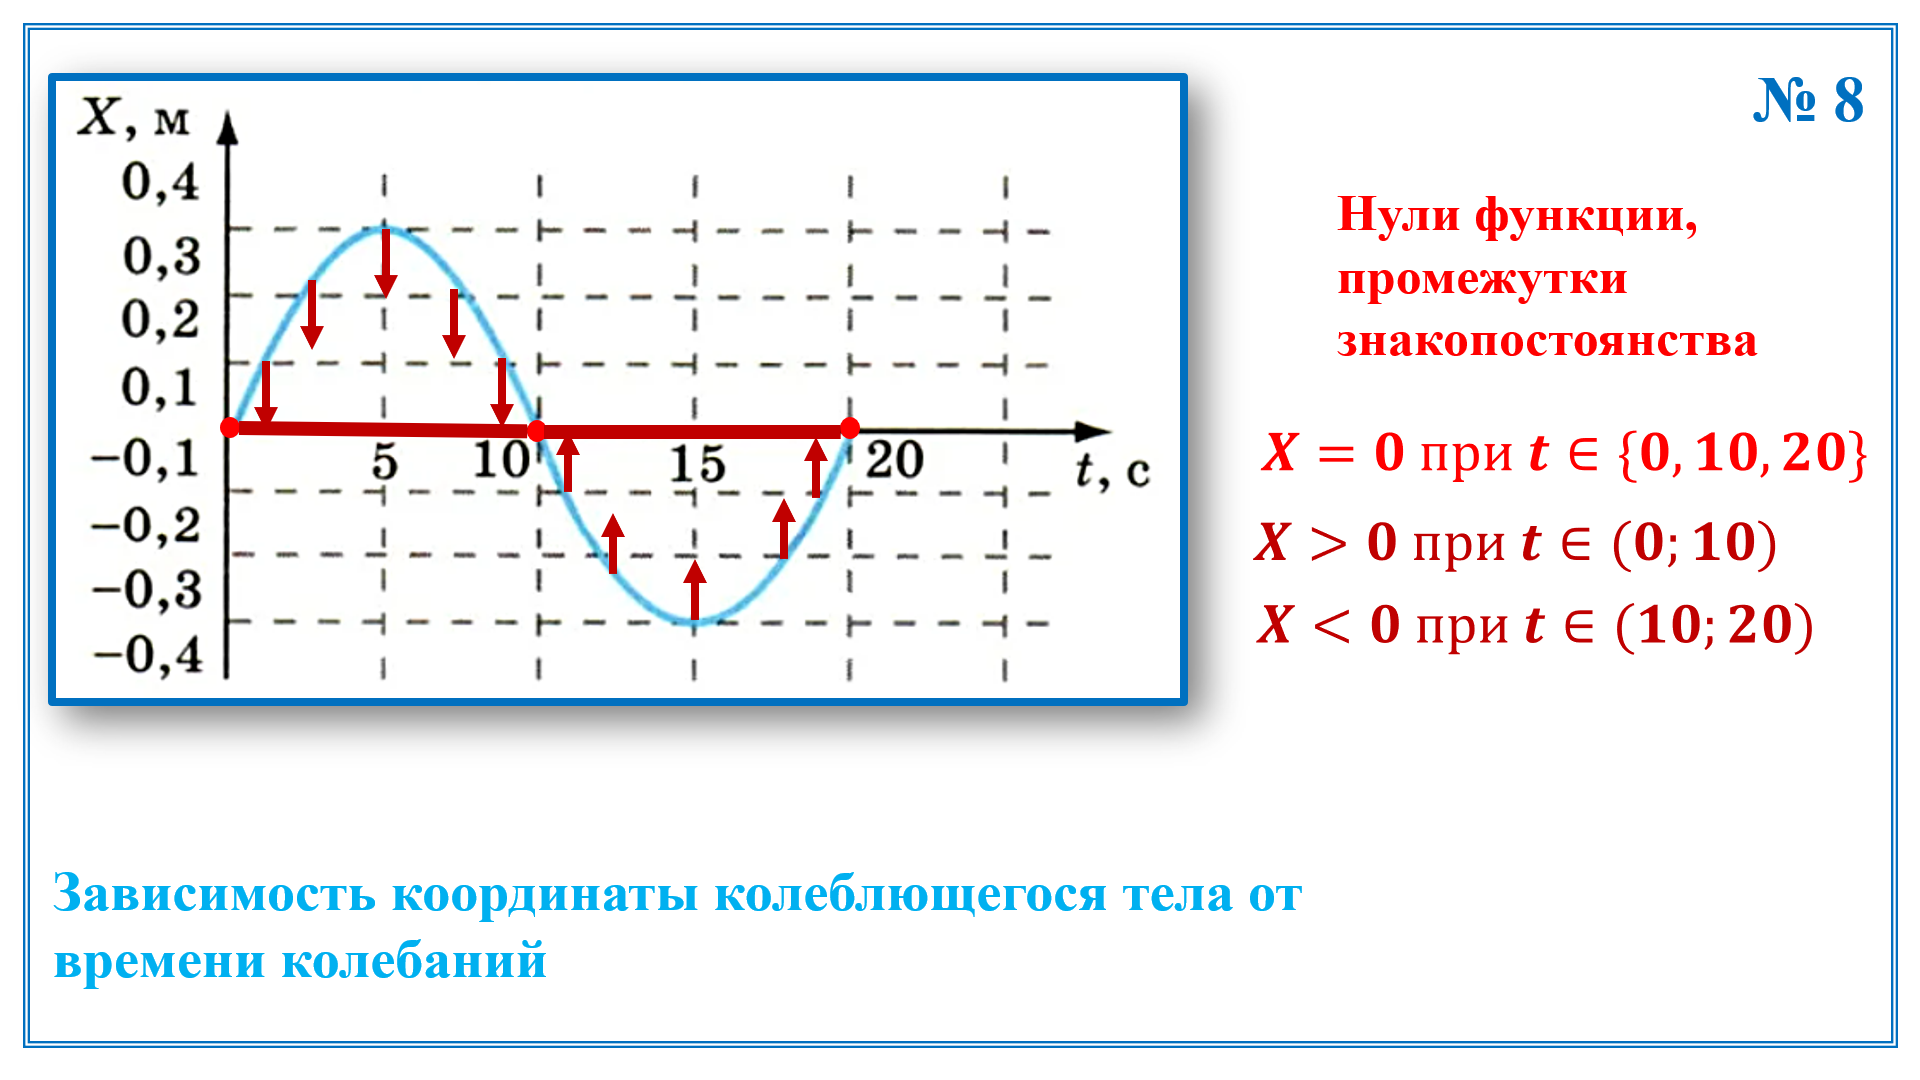 № 8
X, м
0,4
0,3
0,2
0,1
−0,1
−0,2
−0,3
−0,4
5 10 15 20
t, с
Нули функции,
промежутки
знакопостоянства
X = 0 при t ∈ {0, 10, 20}
X > 0 при t ∈ (0; 10)
X < 0 при t ∈ (10; 20)
Зависимость координаты колеблющегося тела от
времени колебаний